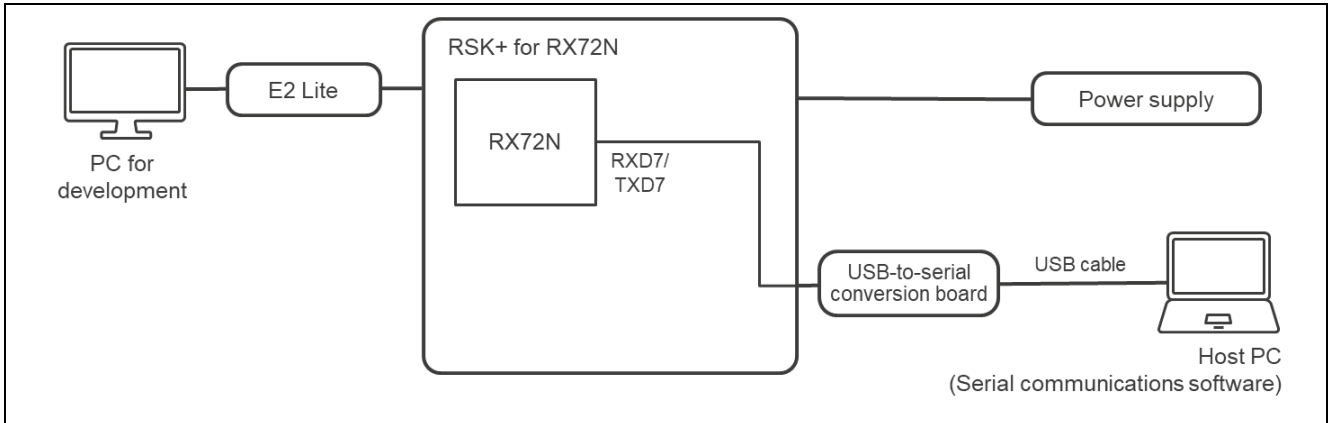 RSK+ for RX72N
E2 Lite
Power supply
RX72N
PC for
development
RXD7/
TXD7
USB-to-serial
conversion board
USB cable
Host PC
(Serial communications software)